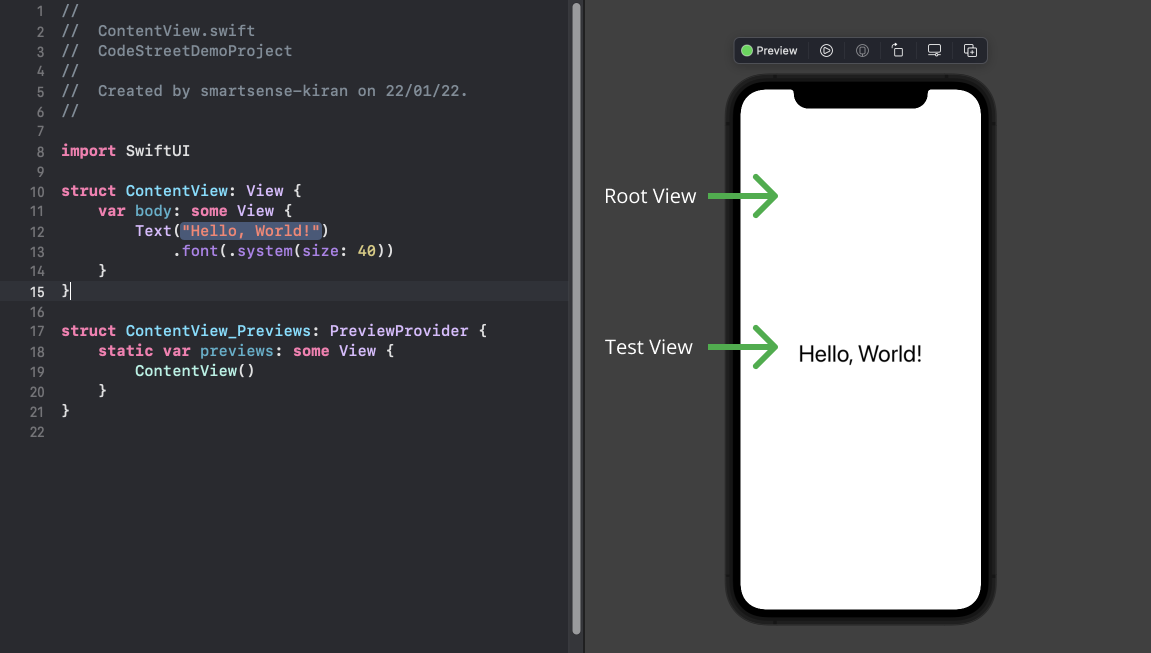 1 //
2 //  ContentView.swift
3 //  CodeStreetDemoProject
4 //
5 //  Created by smartsense-kiran on 22/01/22.
6 //
7
8 import SwiftUI
9
10 struct ContentView: View {
11     var body: some View {
12         Text("Hello, World!")
13             .font(.system(size: 40))
14     }
15 }
16
17 struct ContentView_Previews: PreviewProvider {
18     static var previews: some View {
19         ContentView()
20     }
21 }
22
Preview
Root View
Test View
Hello, World!